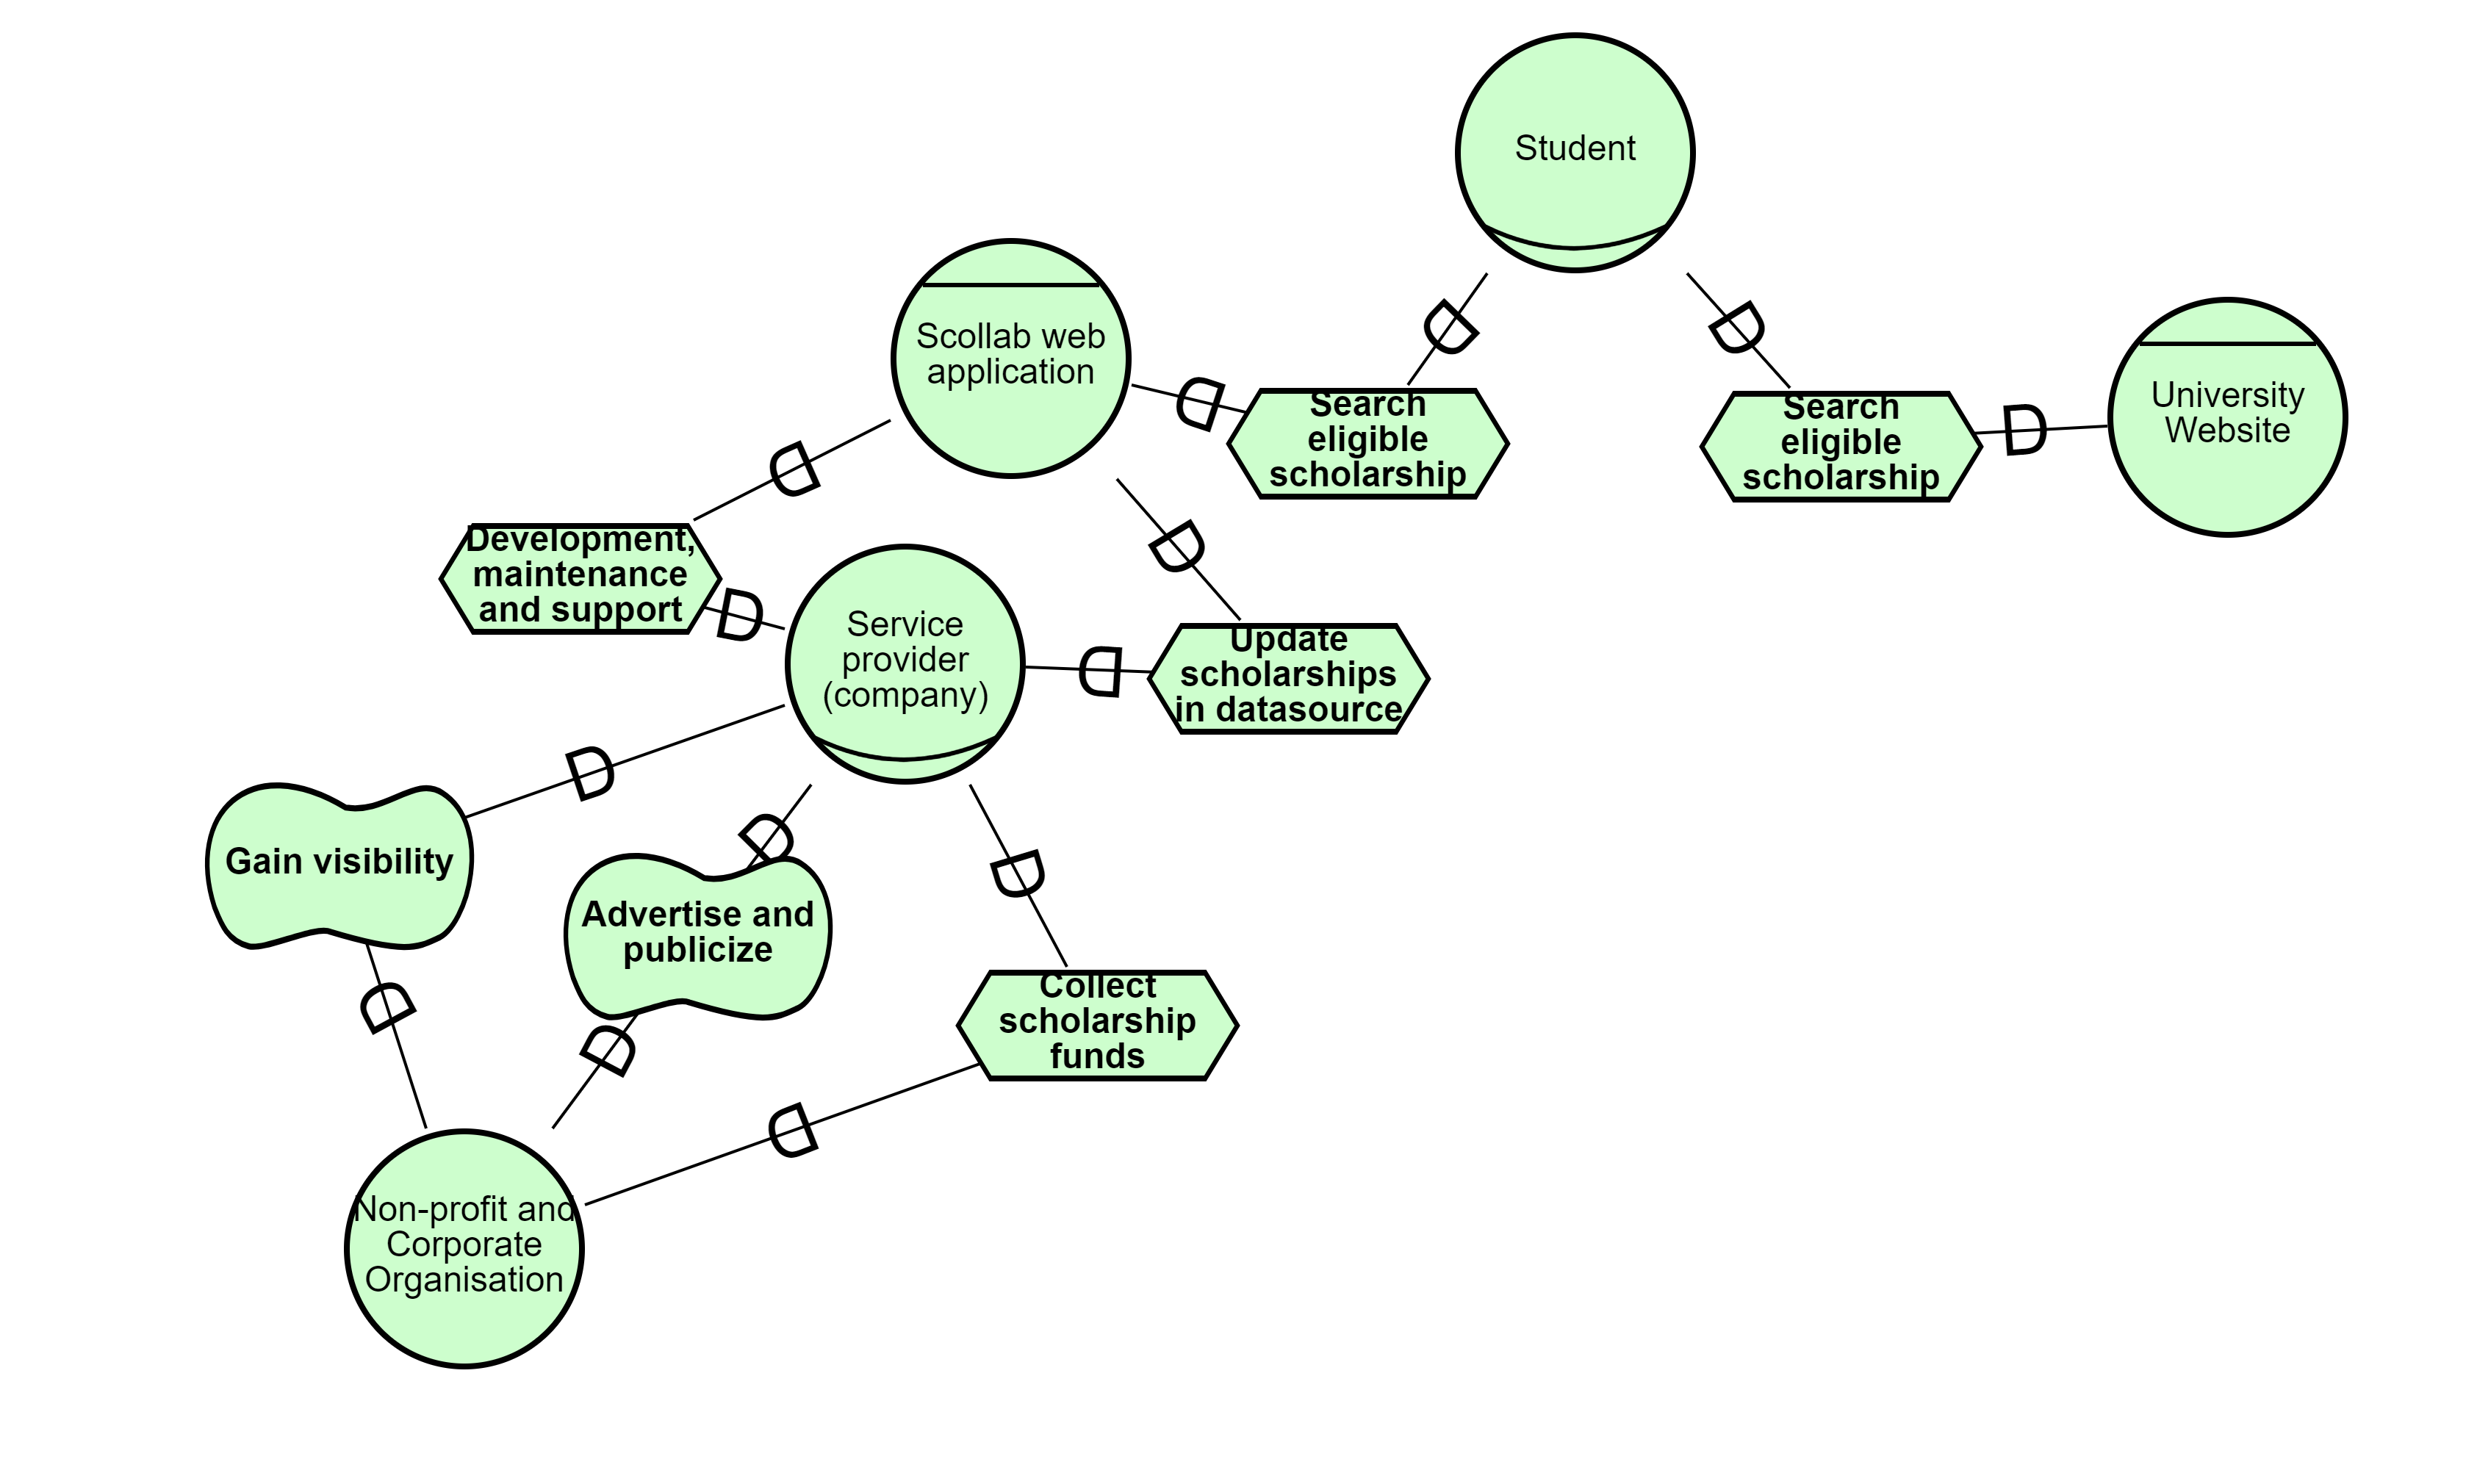 Student
Scollab web
application
University
Website
Search
eligible
scholarship
Search
eligible
scholarship
Development,
maintenance
and support
Service
provider
(company)
Update
scholarships
in datasource
Gain visibility
Advertise and
publicize
Collect
scholarship
funds
Non-profit and
Corporate
Organisation
D
D
D
D
D
D
D
D
D
D
D
D
D
D